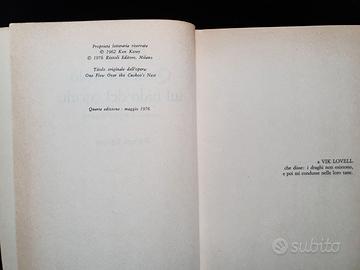 Proprietà letteraria riservata
© 1962 Ken Kesey
© 1976 Rizzoli Editore, Milano
Titolo originale dell'opera:
One Flew Over the Cuckoo's Nest
Quarta edizione: maggio 1976
a VIK LOVELL
che disse: i draghi non esistono,
e poi mi condusse nelle loro tane.
subito